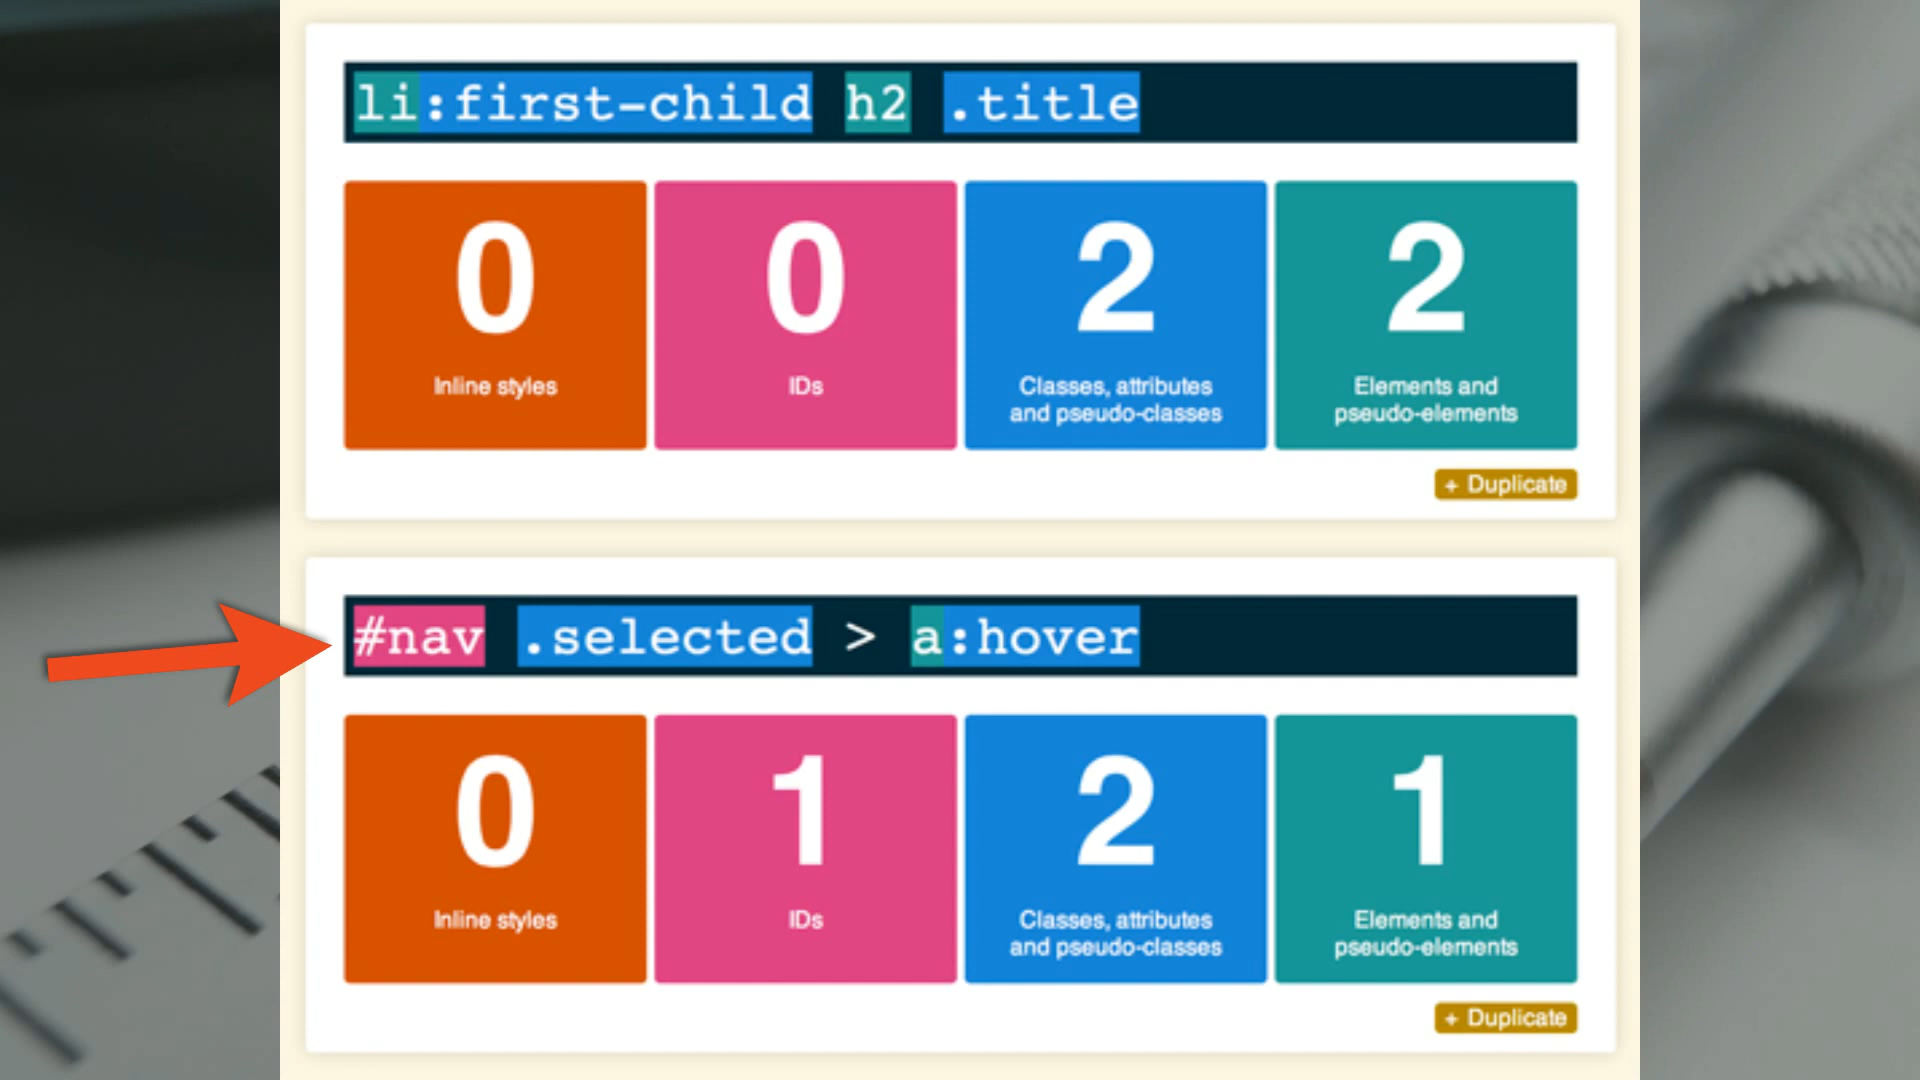 li:first-child h2 .title
0 0 2 2
Inline styles IDs Classes, attributes and pseudo-classes Elements and pseudo-elements
+ Duplicate
#nav .selected > a:hover
0 1 2 1
Inline styles IDs Classes, attributes and pseudo-classes Elements and pseudo-elements
+ Duplicate